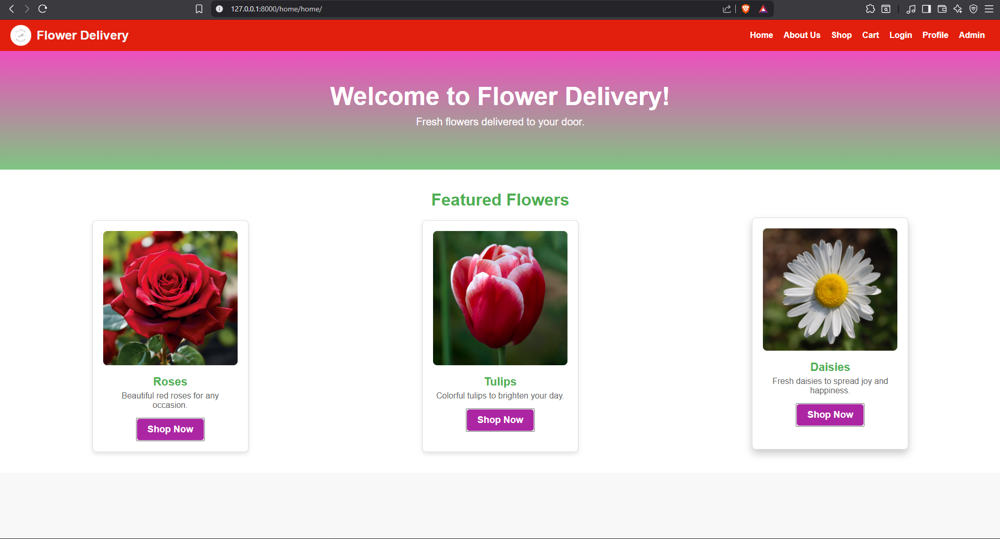 127.0.0.1:8000/home/home/
Flower Delivery
Home About Us Shop Cart Login Profile Admin
Welcome to Flower Delivery!
Fresh flowers delivered to your door.
Featured Flowers
Roses
Beautiful red roses for any
occasion.
Shop Now
Tulips
Colorful tulips to brighten your day.
Shop Now
Daisies
Fresh daisies to spread joy and
happiness.
Shop Now